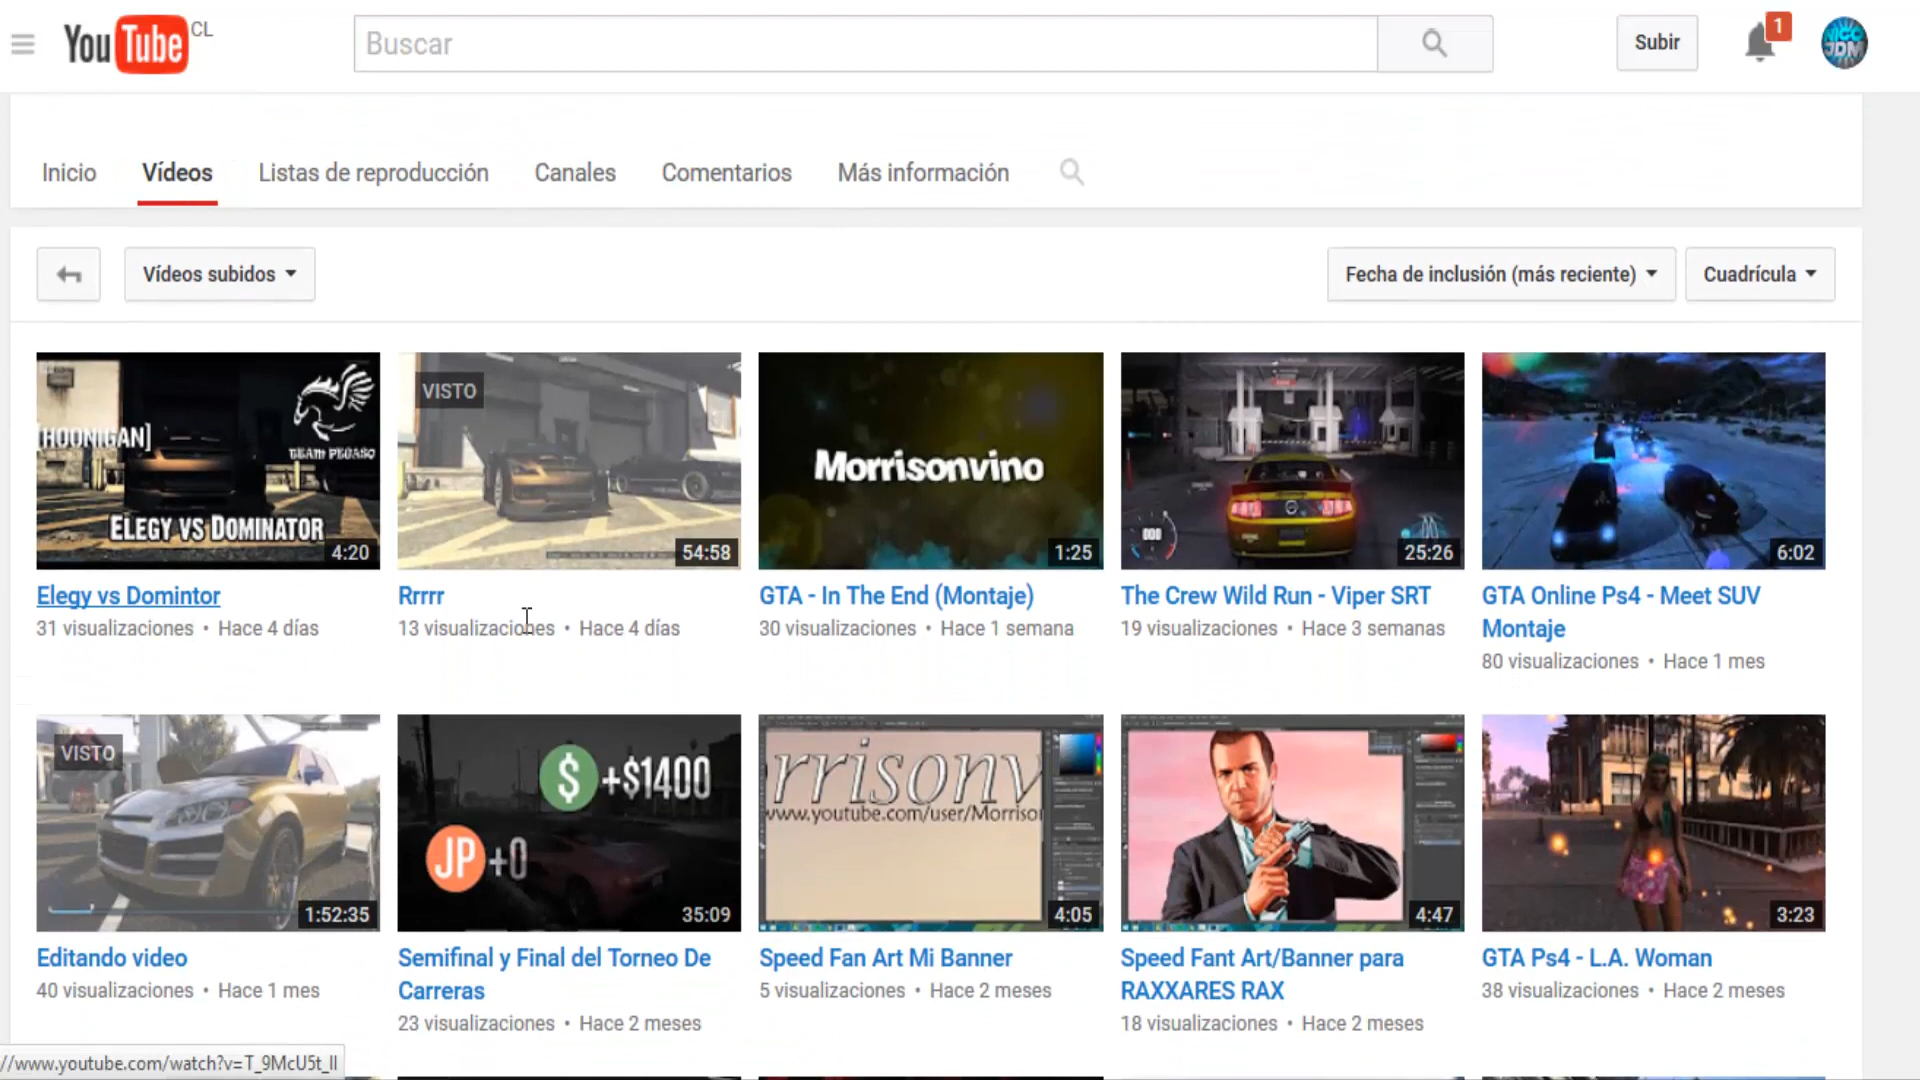 YouTube CL
Buscar
Subir
1
NICO
JDM
Inicio
Vídeos
Listas de reproducción
Canales
Comentarios
Más información
Vídeos subidos
Fecha de inclusión (más reciente)
Cuadrícula
[HOONIGAN]
TEAM PEGASO
ELEGY VS DOMINATOR
4:20
VISTO
54:58
Morrisonvino
1:25
000
25:26
6:02
Elegy vs Domintor
31 visualizaciones • Hace 4 días
Rrrrr
13 visualizaciones • Hace 4 días
GTA - In The End (Montaje)
30 visualizaciones • Hace 1 semana
The Crew Wild Run - Viper SRT
19 visualizaciones • Hace 3 semanas
GTA Online Ps4 - Meet SUV
Montaje
80 visualizaciones • Hace 1 mes
VISTO
1:52:35
$ +$1400
JP +0
35:09
rrisonv
www.youtube.com/user/Morriso
4:05
4:47
3:23
Editando video
40 visualizaciones • Hace 1 mes
Semifinal y Final del Torneo De
Carreras
23 visualizaciones • Hace 2 meses
Speed Fan Art Mi Banner
5 visualizaciones • Hace 2 meses
Speed Fant Art/Banner para
RAXXARES RAX
18 visualizaciones • Hace 2 meses
GTA Ps4 - L.A. Woman
38 visualizaciones • Hace 2 meses
//www.youtube.com/watch?v=T_9McU5t_lI